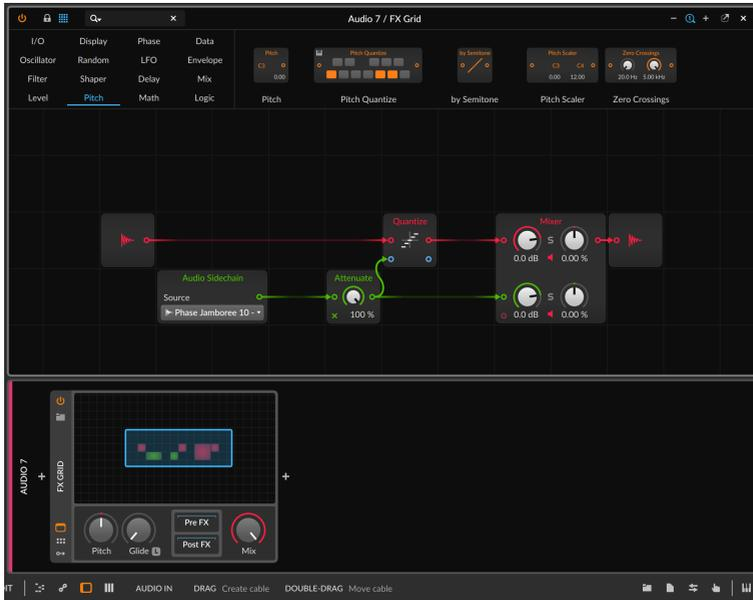 Audio 7 / FX Grid
I/O Display Phase Data
Oscillator Random LFO Envelope
Filter Shaper Delay Mix
Level Pitch Math Logic
Pitch
C3
0.00
Pitch
Pitch Quantize
Pitch Quantize
by Semitone
by Semitone
Pitch Scaler
C3 C4
0.00 12.00
Pitch Scaler
Zero Crossings
20.0 Hz 5.00 kHz
Zero Crossings
Quantize
Mixer
S
0.0 dB 0.00 %
Audio Sidechain
Source
Phase Jamboree 10 -
Attenuate
100 %
S
0.0 dB 0.00 %
AUDIO 7
+
FX GRID
Pitch
Glide L
Pre FX
Post FX
Mix
+
IT AUDIO IN DRAG Create cable DOUBLE-DRAG Move cable